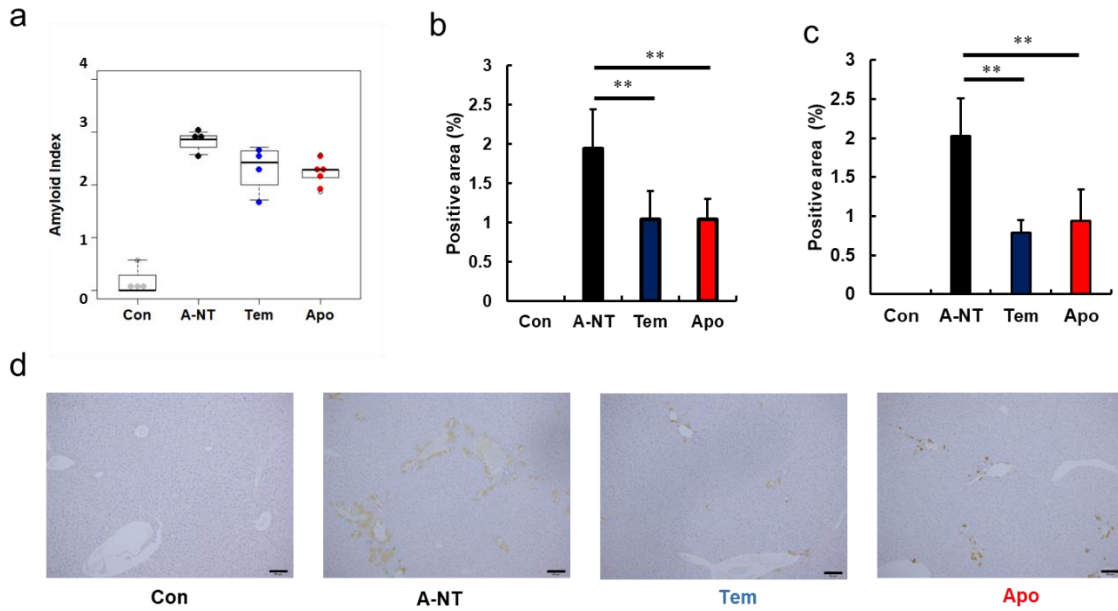 a
4
3
2
1
0
Amyloid Index
Con A-NT Tem Apo
b
**
**
3
2.5
2
1.5
1
0.5
0
Positive area (%)
Con A-NT Tem Apo
c
**
**
3
2.5
2
1.5
1
0.5
0
Positive area (%)
Con A-NT Tem Apo
d
Con A-NT Tem Apo